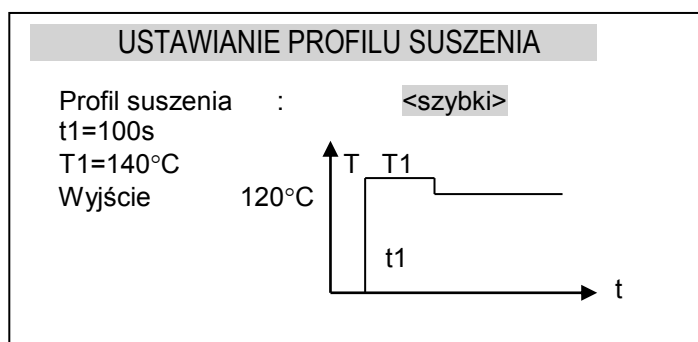 USTAWIANIE PROFILU SUSZENIA
Profil suszenia : <szybki>
t1=100s
T1=140°C
Wyjście 120°C
T T1
t1
t